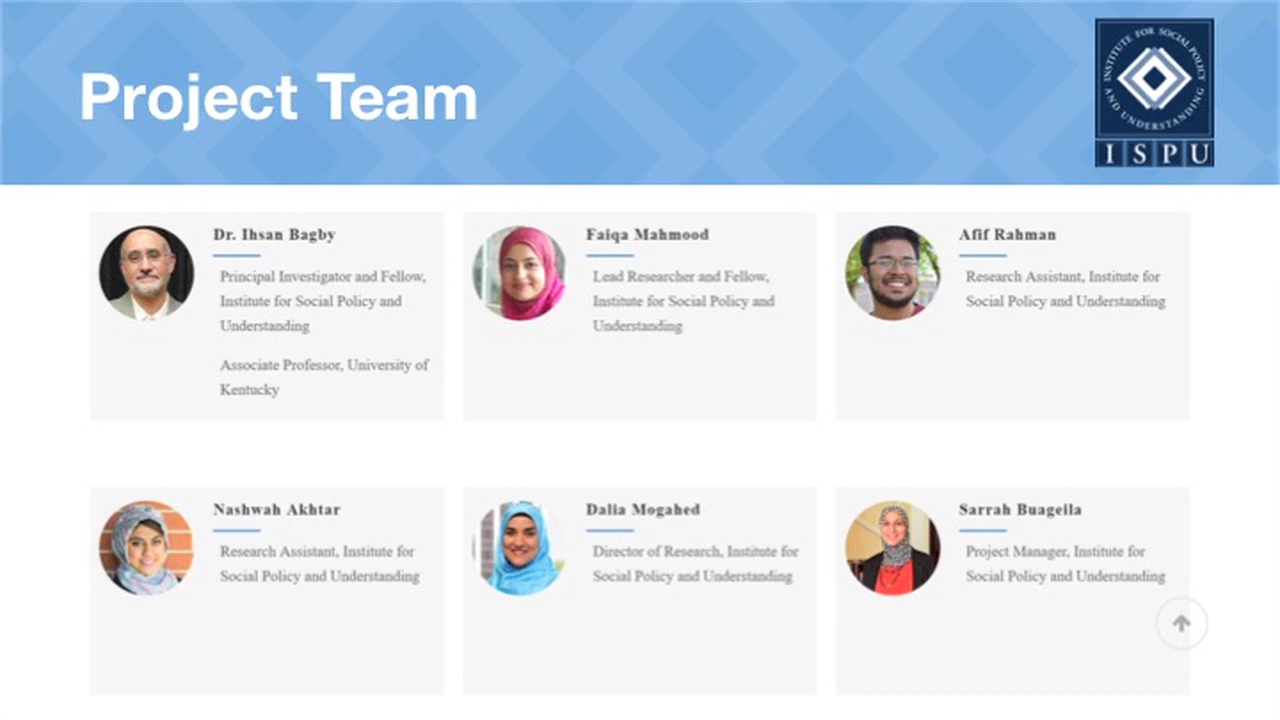 Project Team
INSTITUTE FOR SOCIAL POLICY
AND UNDERSTANDING
ISPU
Dr. Ihsan Bagby
Principal Investigator and Fellow,
Institute for Social Policy and
Understanding
Associate Professor, University of
Kentucky
Faiqa Mahmood
Lead Researcher and Fellow,
Institute for Social Policy and
Understanding
Afif Rahman
Research Assistant, Institute for
Social Policy and Understanding
Nashwah Akhtar
Research Assistant, Institute for
Social Policy and Understanding
Dalia Mogahed
Director of Research, Institute for
Social Policy and Understanding
Sarrah Buageila
Project Manager, Institute for
Social Policy and Understanding